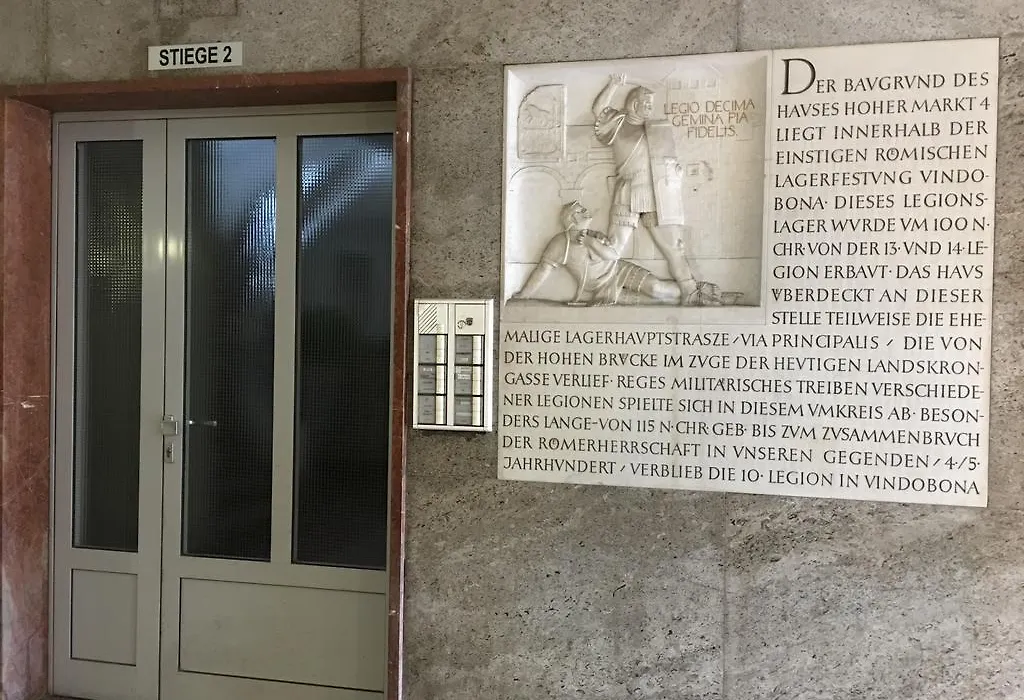 STIEGE 2
LEGIO DECIMA
GEMINA PIA
FIDELIS
DER BAVGRVND DES
HAVSES HOHER MARKT 4
LIEGT INNERHALB DER
EINSTIGEN RÖMISCHEN
LAGERFESTVNG VINDO-
BONA· DIESES LEGIONS-
LAGER WVRDE VM 100 N·
CHR·VON DER 13·VND 14·LE-
GION ERBAVT· DAS HAVS
V̈BERDECKT AN DIESER
STELLE TEILWEISE DIE EHE-
MALIGE LAGERHAVPTSTRASZE / VIA PRINCIPALIS / DIE VON
DER HOHEN BRV̈CKE IM ZVGE DER HEVTIGEN LANDSKRON-
GASSE VERLIEF· REGES MILITÄRISCHES TREIBEN VERSCHIEDE-
NER LEGIONEN SPIELTE SICH IN DIESEM VMKREIS AB· BESON-
DERS LANGE-VON 115 N·CHR·GEB· BIS ZVM ZVSAMMENBRVCH
DER RÖMERHERRSCHAFT IN VNSEREN GEGENDEN / 4·/5·
JAHRHVNDERT / VERBLIEB DIE 10· LEGION IN VINDOBONA